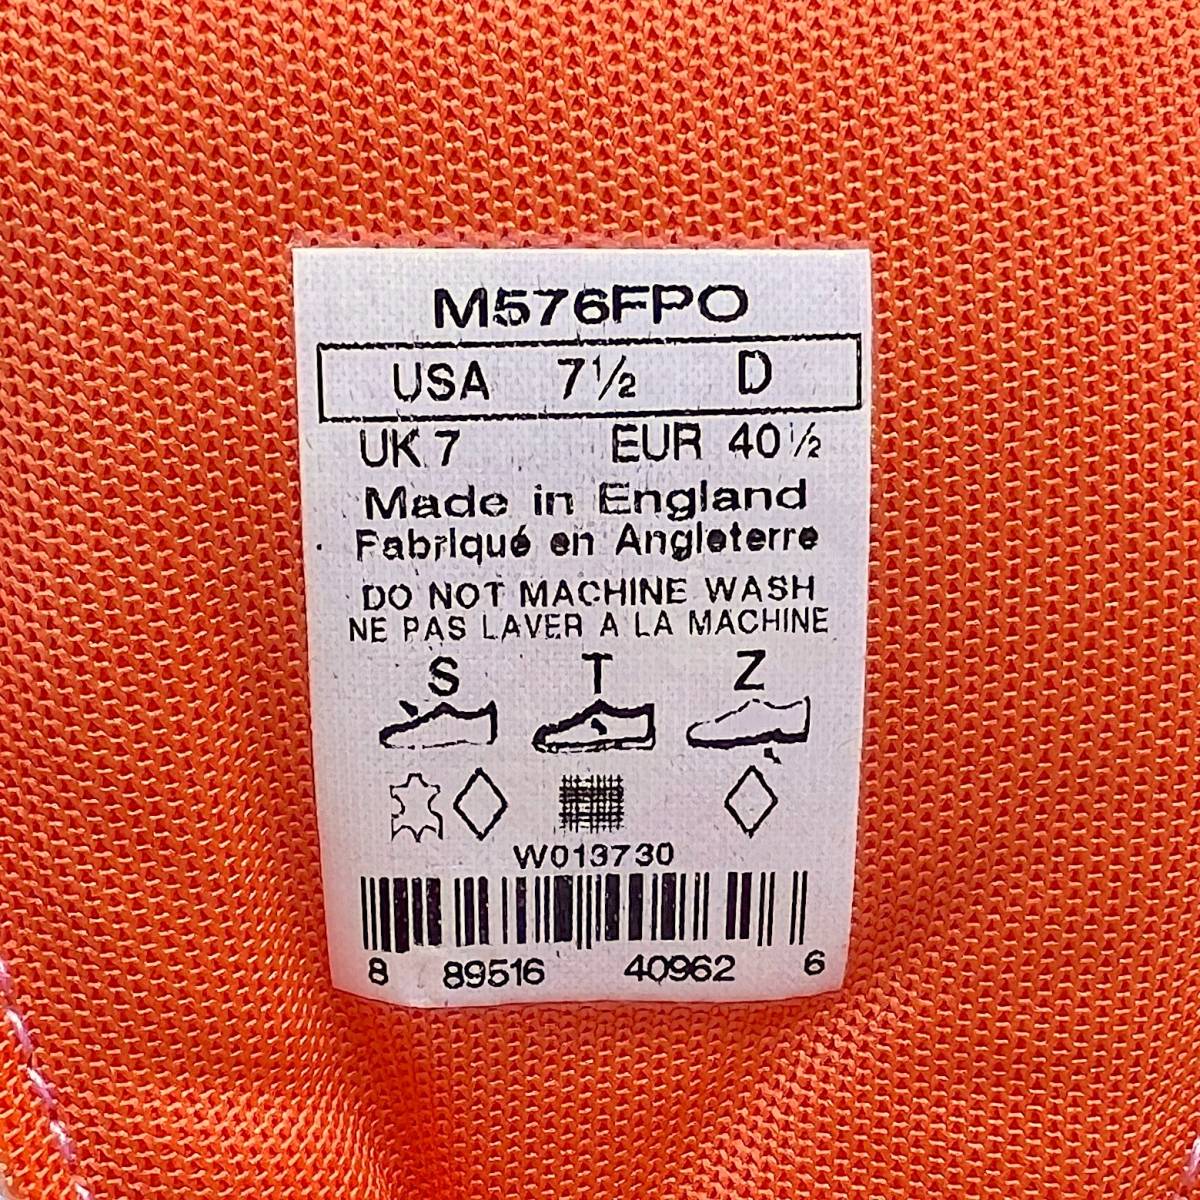 M576FPO
USA 7½ D
UK 7 EUR 40½
Made in England
Fabriqué en Angleterre
DO NOT MACHINE WASH
NE PAS LAVER A LA MACHINE
S T Z
W013730
8 89516 40962 6